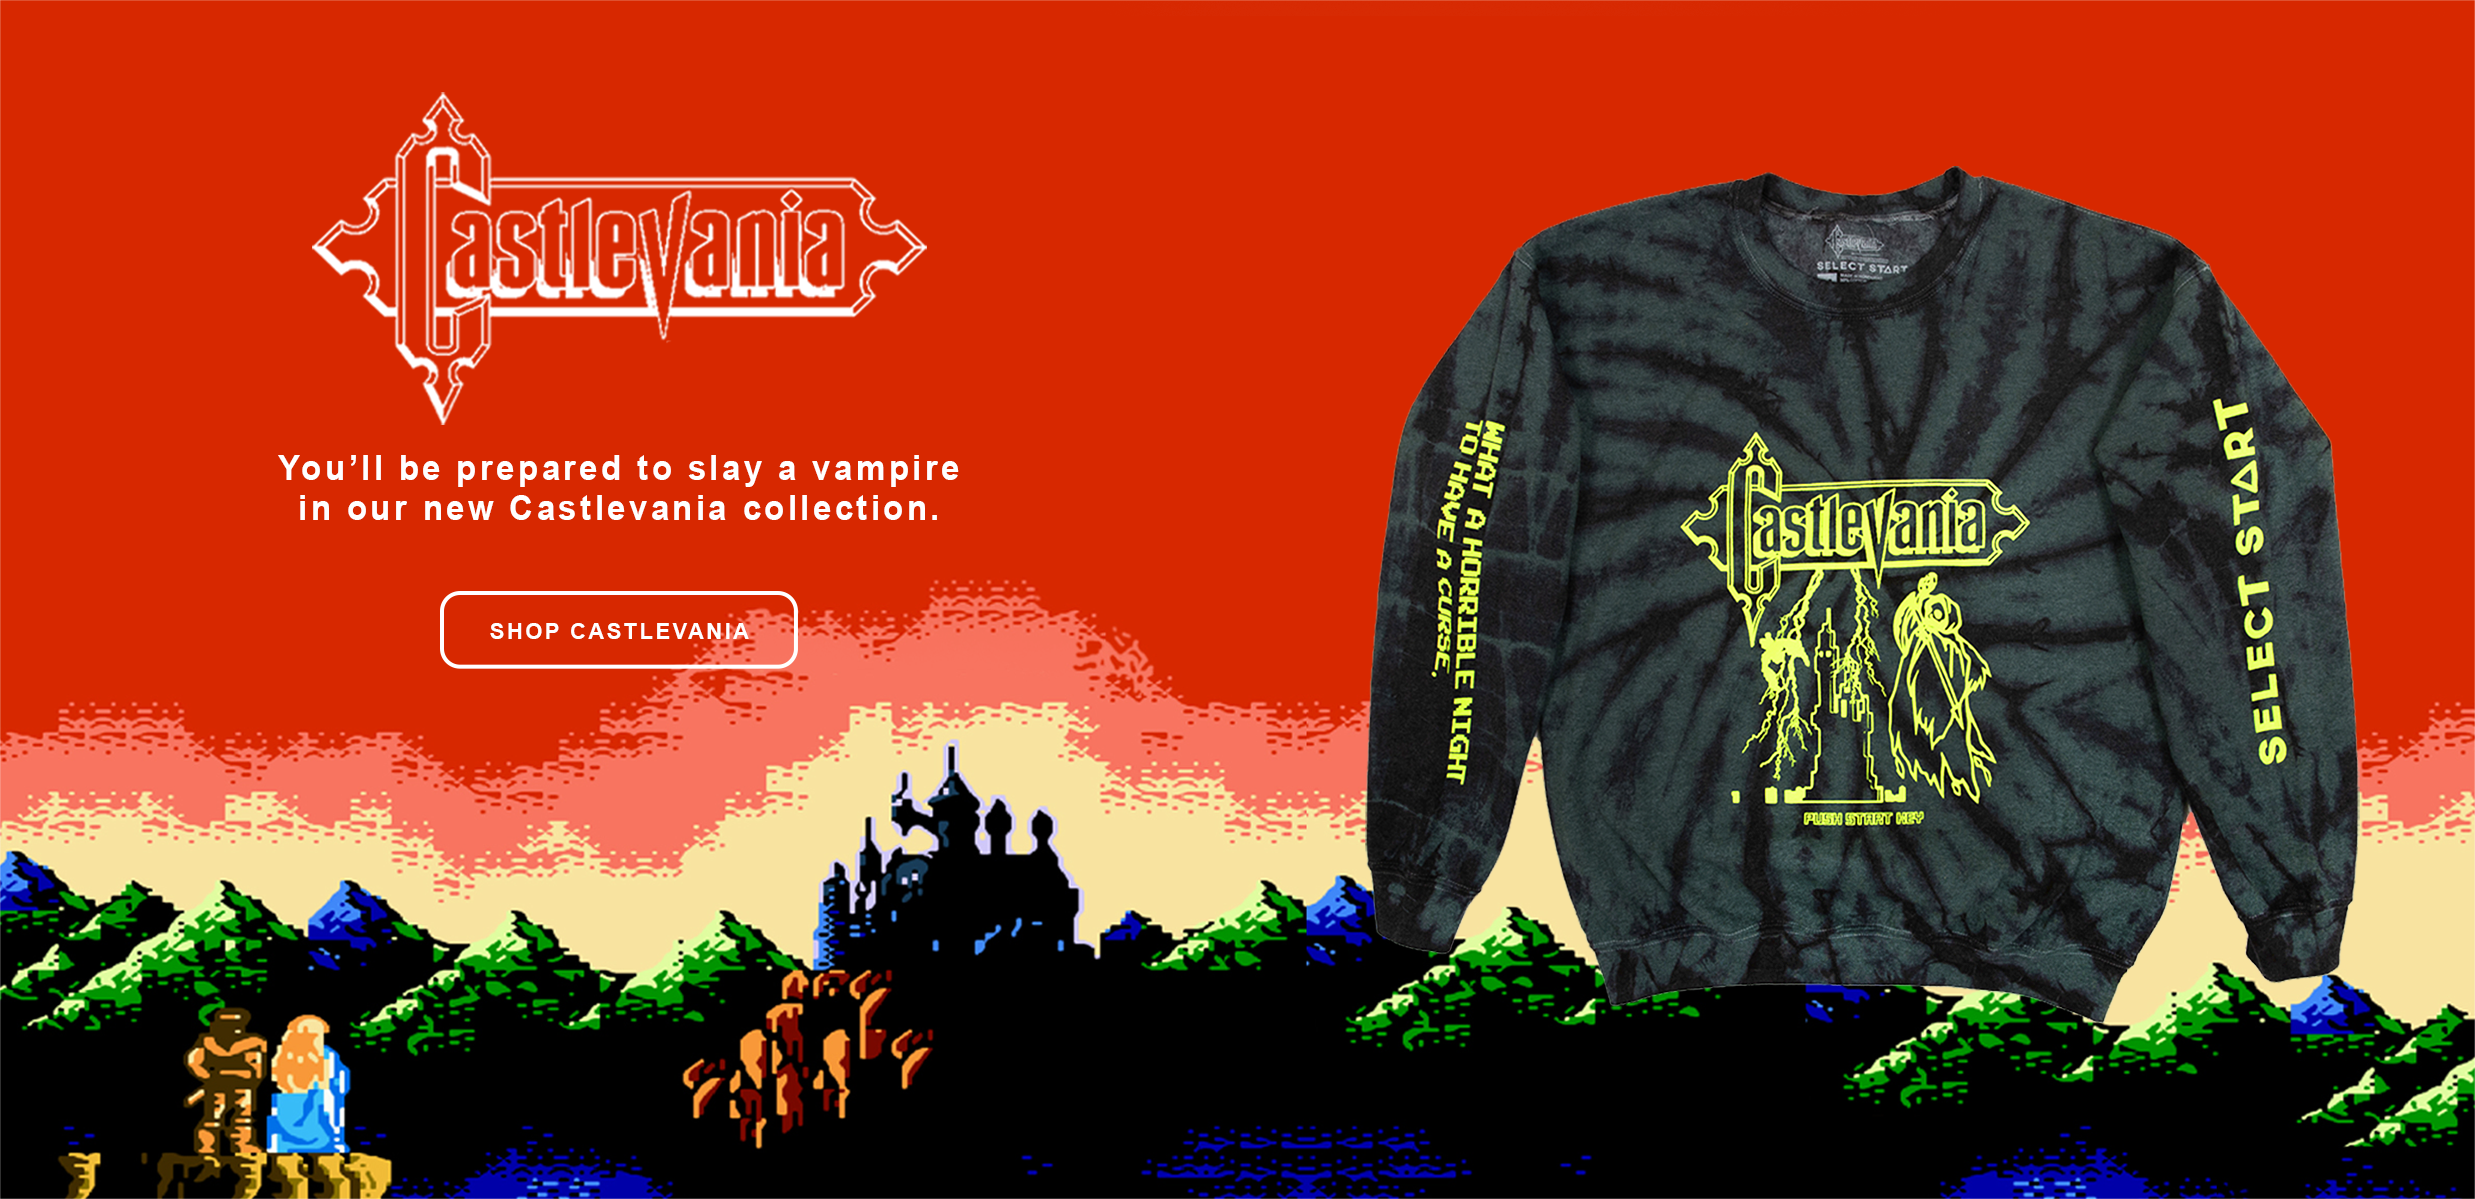 Castlevania
You’ll be prepared to slay a vampire
in our new Castlevania collection.
SHOP CASTLEVANIA
Castlevania
SELECT START
WHAT A HORRIBLE NIGHT
TO HAVE A CURSE.
Castlevania
PUSH START KEY
SELECT START